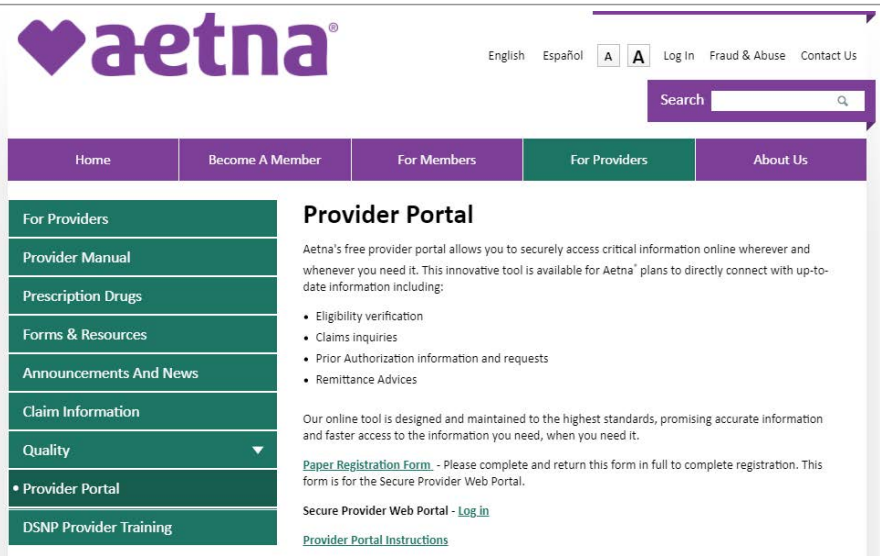 aetna®
English Español A A Log In Fraud & Abuse Contact Us
Search
Home Become A Member For Members For Providers About Us
For Providers
Provider Manual
Prescription Drugs
Forms & Resources
Announcements And News
Claim Information
Quality
Provider Portal
DSNP Provider Training
Provider Portal
Aetna's free provider portal allows you to securely access critical information online wherever and
whenever you need it. This innovative tool is available for Aetna® plans to directly connect with up-to-
date information including:
• Eligibility verification
• Claims inquiries
• Prior Authorization information and requests
• Remittance Advices
Our online tool is designed and maintained to the highest standards, promising accurate information
and faster access to the information you need, when you need it.
Paper Registration Form - Please complete and return this form in full to complete registration. This
form is for the Secure Provider Web Portal.
Secure Provider Web Portal - Log in
Provider Portal Instructions